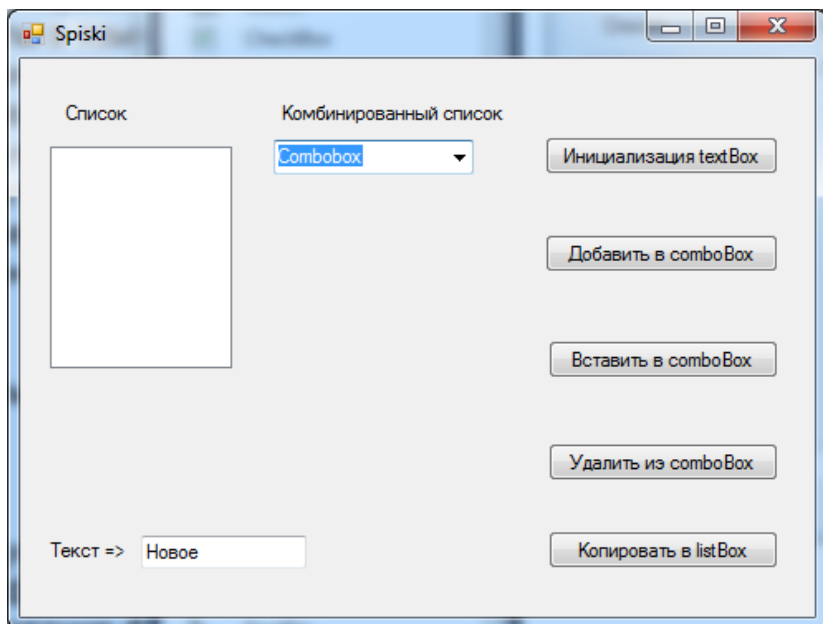 Spiski
Список
Комбинированный список
Combobox
Инициализация textBox
Добавить в comboBox
Вставить в comboBox
Удалить из comboBox
Текст =>
Новое
Копировать в listBox